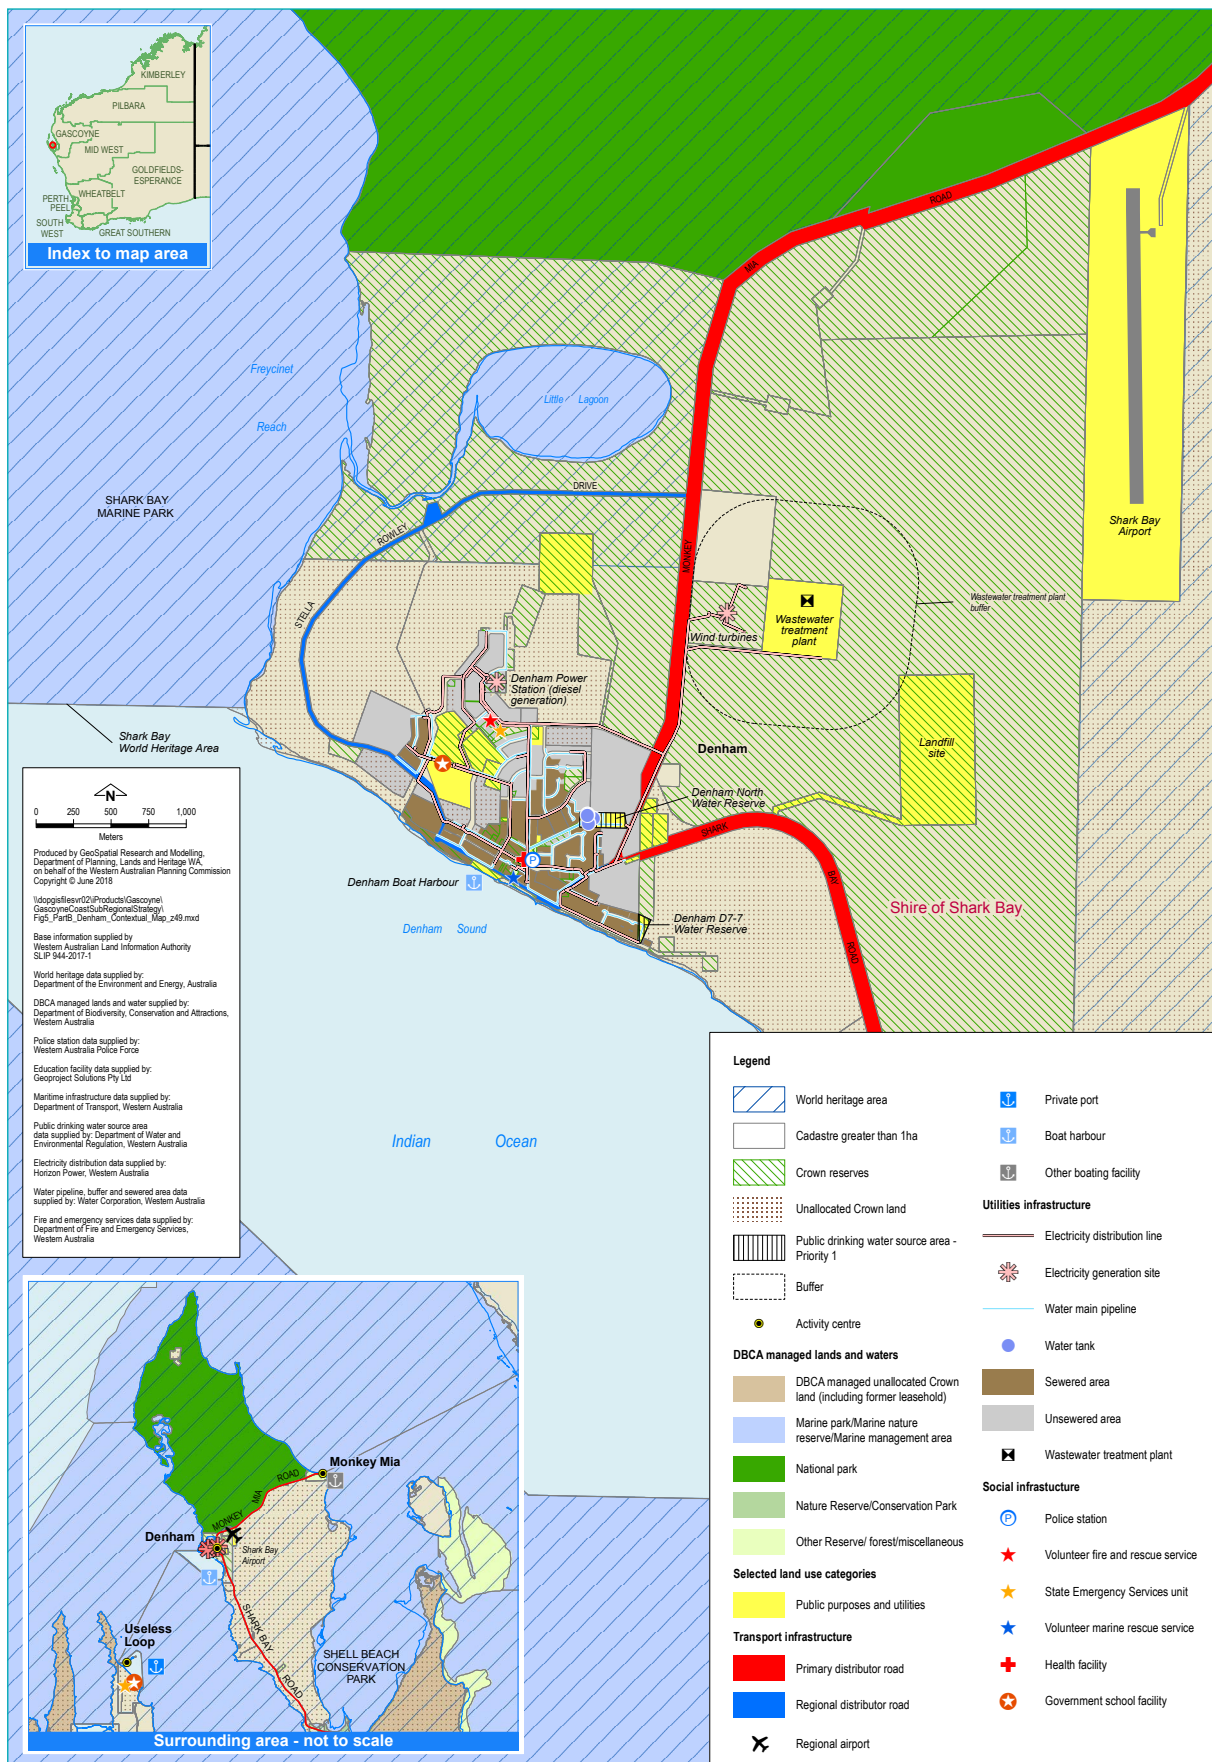 KIMBERLEY
PILBARA
GASCOYNE
MID WEST
GOLDFIELDS-
ESPERANCE
WHEATBELT
PERTH
PEEL
SOUTH
WEST
GREAT SOUTHERN
Index to map area
ROAD
MIA
MONKEY
Freycinet
Reach
Little Lagoon
SHARK BAY
MARINE PARK
DRIVE
ROWLEY
STELLA
Shark Bay
Airport
Wastewater treatment plant
buffer
Wastewater
treatment
plant
Wind turbines
Denham Power
Station (diesel
generation)
Shark Bay
World Heritage Area
Denham
Landfill
site
Denham North
Water Reserve
SHARK
BAY
ROAD
P
Denham Boat Harbour
Denham Sound
Denham D7-7
Water Reserve
Shire of Shark Bay
Indian Ocean
N
0 250 500 750 1,000
Meters
Produced by GeoSpatial Research and Modelling,
Department of Planning, Lands and Heritage WA,
on behalf of the Western Australian Planning Commission
Copyright © June 2018
\\dopgisfilesvr02\iProducts\Gascoyne\
GascoyneCoastSubRegionalStrategy\
Fig5_PartB_Denham_Contextual_Map_z49.mxd
Base information supplied by
Western Australian Land Information Authority
SLIP 944-2017-1
World heritage data supplied by:
Department of the Environment and Energy, Australia
DBCA managed lands and water supplied by:
Department of Biodiversity, Conservation and Attractions,
Western Australia
Police station data supplied by:
Western Australia Police Force
Education facility data supplied by:
Geoproject Solutions Pty Ltd
Maritime infrastructure data supplied by:
Department of Transport, Western Australia
Public drinking water source area
data supplied by: Department of Water and
Environmental Regulation, Western Australia
Electricity distribution data supplied by:
Horizon Power, Western Australia
Water pipeline, buffer and sewered area data
supplied by: Water Corporation, Western Australia
Fire and emergency services data supplied by:
Department of Fire and Emergency Services,
Western Australia
Monkey Mia
ROAD
MIA
MONKEY
Denham
Shark Bay
Airport
SHARK BAY
ROAD
Useless
Loop
SHELL BEACH
CONSERVATION
PARK
Surrounding area - not to scale
Legend
World heritage area
Cadastre greater than 1ha
Crown reserves
Unallocated Crown land
Public drinking water source area -
Priority 1
Buffer
Activity centre
DBCA managed lands and waters
DBCA managed unallocated Crown
land (including former leasehold)
Marine park/Marine nature
reserve/Marine management area
National park
Nature Reserve/Conservation Park
Other Reserve/ forest/miscellaneous
Selected land use categories
Public purposes and utilities
Transport infrastructure
Primary distributor road
Regional distributor road
Regional airport
Private port
Boat harbour
Other boating facility
Utilities infrastructure
Electricity distribution line
Electricity generation site
Water main pipeline
Water tank
Sewered area
Unsewered area
Wastewater treatment plant
Social infrastucture
P Police station
Volunteer fire and rescue service
State Emergency Services unit
Volunteer marine rescue service
Health facility
Government school facility